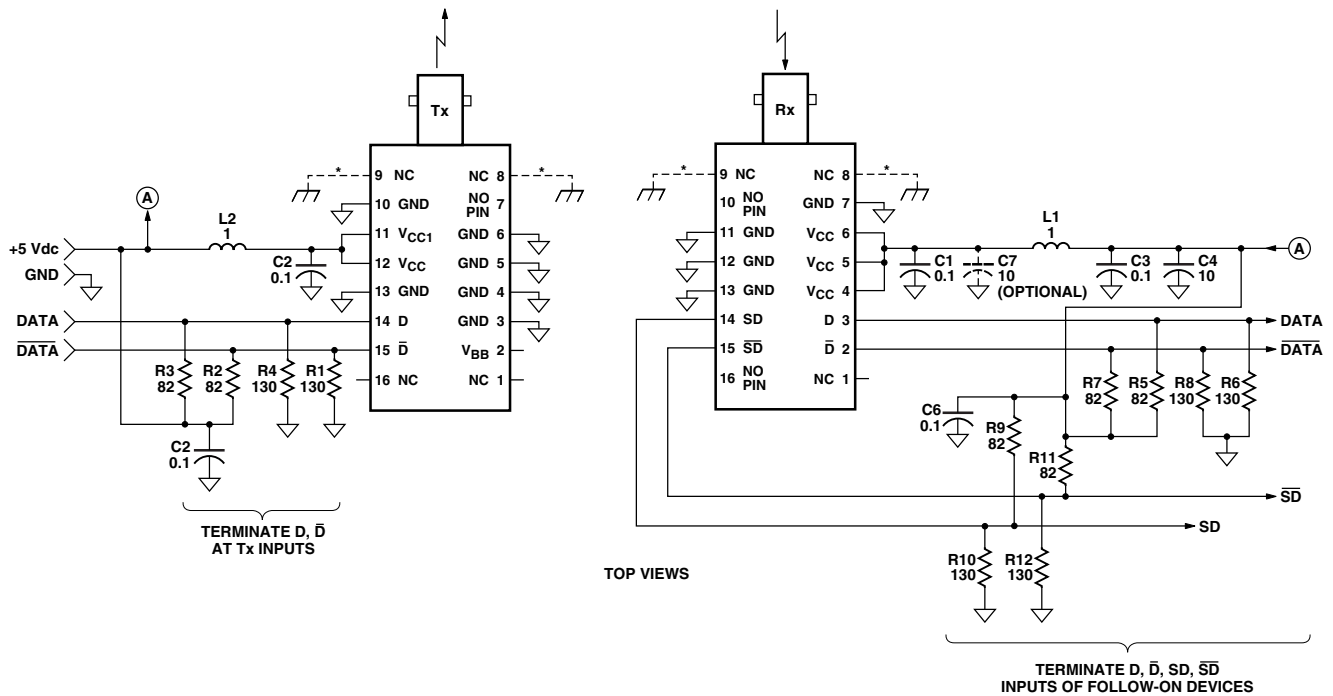 Tx
Rx
*
*
*
*
9 NC
NC 8
10 GND
NO PIN 7
11 VCC1
GND 6
12 VCC
GND 5
13 GND
GND 4
14 D
GND 3
15 D̅
VBB 2
16 NC
NC 1
A
+5 Vdc
L2
1
C2
0.1
GND
DATA
D̅A̅T̅A̅
R3
82
R2
82
R4
130
R1
130
C2
0.1
TERMINATE D, D̅
AT Tx INPUTS
9 NC
NC 8
10 NO PIN
GND 7
11 GND
VCC 6
12 GND
VCC 5
13 GND
VCC 4
14 SD
D 3
15 S̅D̅
D̅ 2
16 NO PIN
NC 1
L1
1
A
C1
0.1
C7
10
(OPTIONAL)
C3
0.1
C4
10
DATA
D̅A̅T̅A̅
R7
82
R5
82
R8
130
R6
130
C6
0.1
R9
82
R11
82
S̅D̅
SD
R10
130
R12
130
TOP VIEWS
TERMINATE D, D̅, SD, S̅D̅
INPUTS OF FOLLOW-ON DEVICES